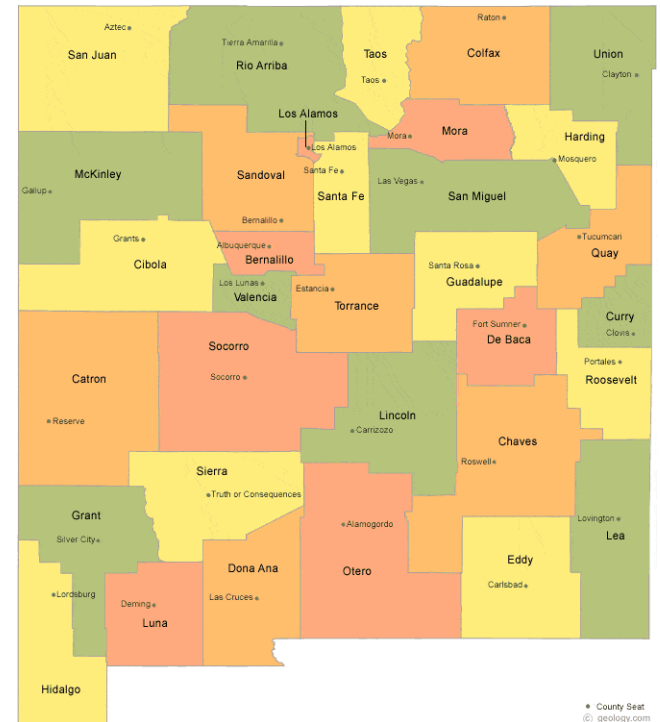 Aztec
San Juan
Tierra Amarilla
Rio Arriba
Taos
Taos
Raton
Colfax
Union
Clayton
Los Alamos
Los Alamos
Mora
Mora
Harding
Mosquero
McKinley
Gallup
Sandoval
Bernalillo
Santa Fe
Santa Fe
Las Vegas
San Miguel
Tucumcari
Quay
Grants
Cibola
Albuquerque
Bernalillo
Los Lunas
Valencia
Estancia
Torrance
Santa Rosa
Guadalupe
Curry
Clovis
Fort Sumner
De Baca
Portales
Roosevelt
Catron
Reserve
Socorro
Socorro
Lincoln
Carrizozo
Chaves
Roswell
Sierra
Truth or Consequences
Grant
Silver City
Alamogordo
Otero
Lovington
Lea
Dona Ana
Las Cruces
Eddy
Carlsbad
Lordsburg
Hidalgo
Deming
Luna
County Seat
© geology.com